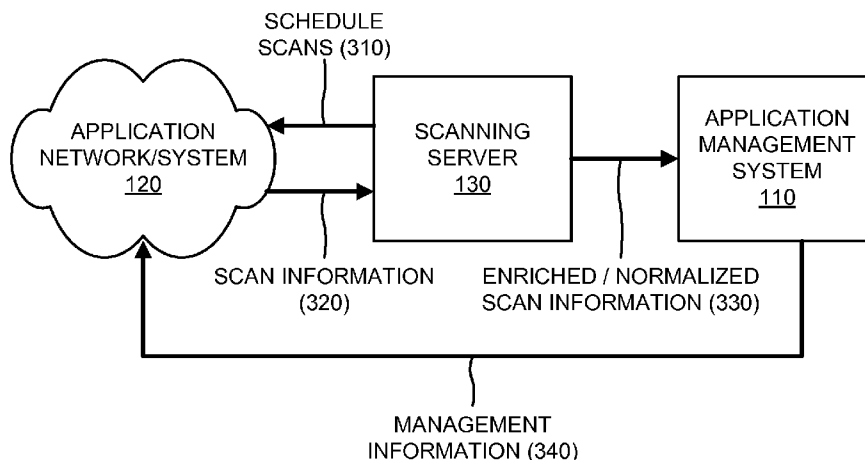 SCHEDULE
SCANS (310)
APPLICATION
NETWORK/SYSTEM
120
SCANNING
SERVER
130
APPLICATION
MANAGEMENT
SYSTEM
110
SCAN INFORMATION
(320)
ENRICHED / NORMALIZED
SCAN INFORMATION (330)
MANAGEMENT
INFORMATION (340)